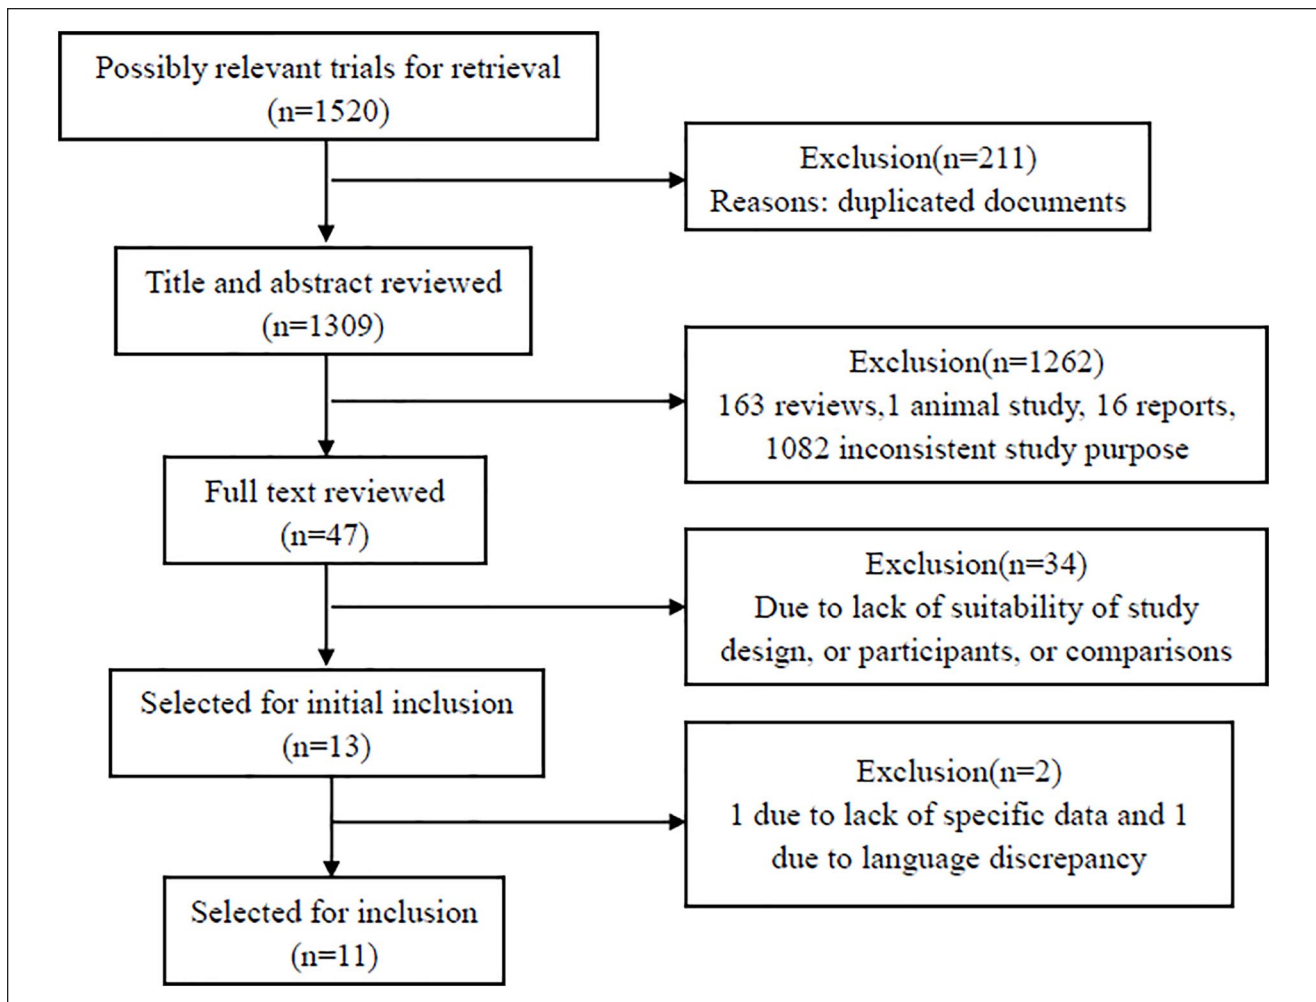 Possibly relevant trials for retrieval
(n=1520)
Exclusion(n=211)
Reasons: duplicated documents
Title and abstract reviewed
(n=1309)
Exclusion(n=1262)
163 reviews,1 animal study, 16 reports,
1082 inconsistent study purpose
Full text reviewed
(n=47)
Exclusion(n=34)
Due to lack of suitability of study
design, or participants, or comparisons
Selected for initial inclusion
(n=13)
Exclusion(n=2)
1 due to lack of specific data and 1
due to language discrepancy
Selected for inclusion
(n=11)